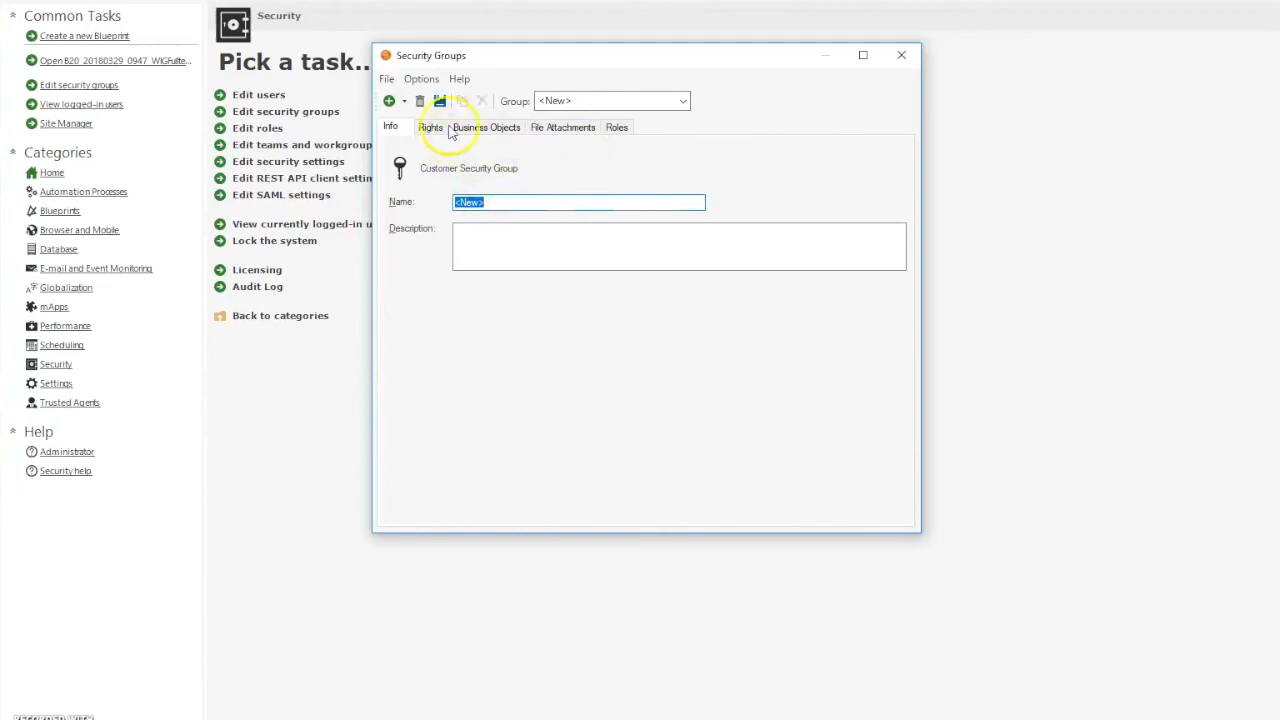 Common Tasks
Create a new Blueprint
Open B20_20180329_0947_WIGFullte...
Edit security groups
View logged-in users
Site Manager
Categories
Home
Automation Processes
Blueprints
Browser and Mobile
Database
E-mail and Event Monitoring
Globalization
mApps
Performance
Scheduling
Security
Settings
Trusted Agents
Help
Administrator
Security help
RECORDED WITH
Security
Pick a task...
Edit users
Edit security groups
Edit roles
Edit teams and workgroup
Edit security settings
Edit REST API client settin
Edit SAML settings
View currently logged-in u
Lock the system
Licensing
Audit Log
Back to categories
Security Groups
File Options Help
Group: <New>
Info Rights Business Objects File Attachments Roles
Customer Security Group
Name: <New>
Description: